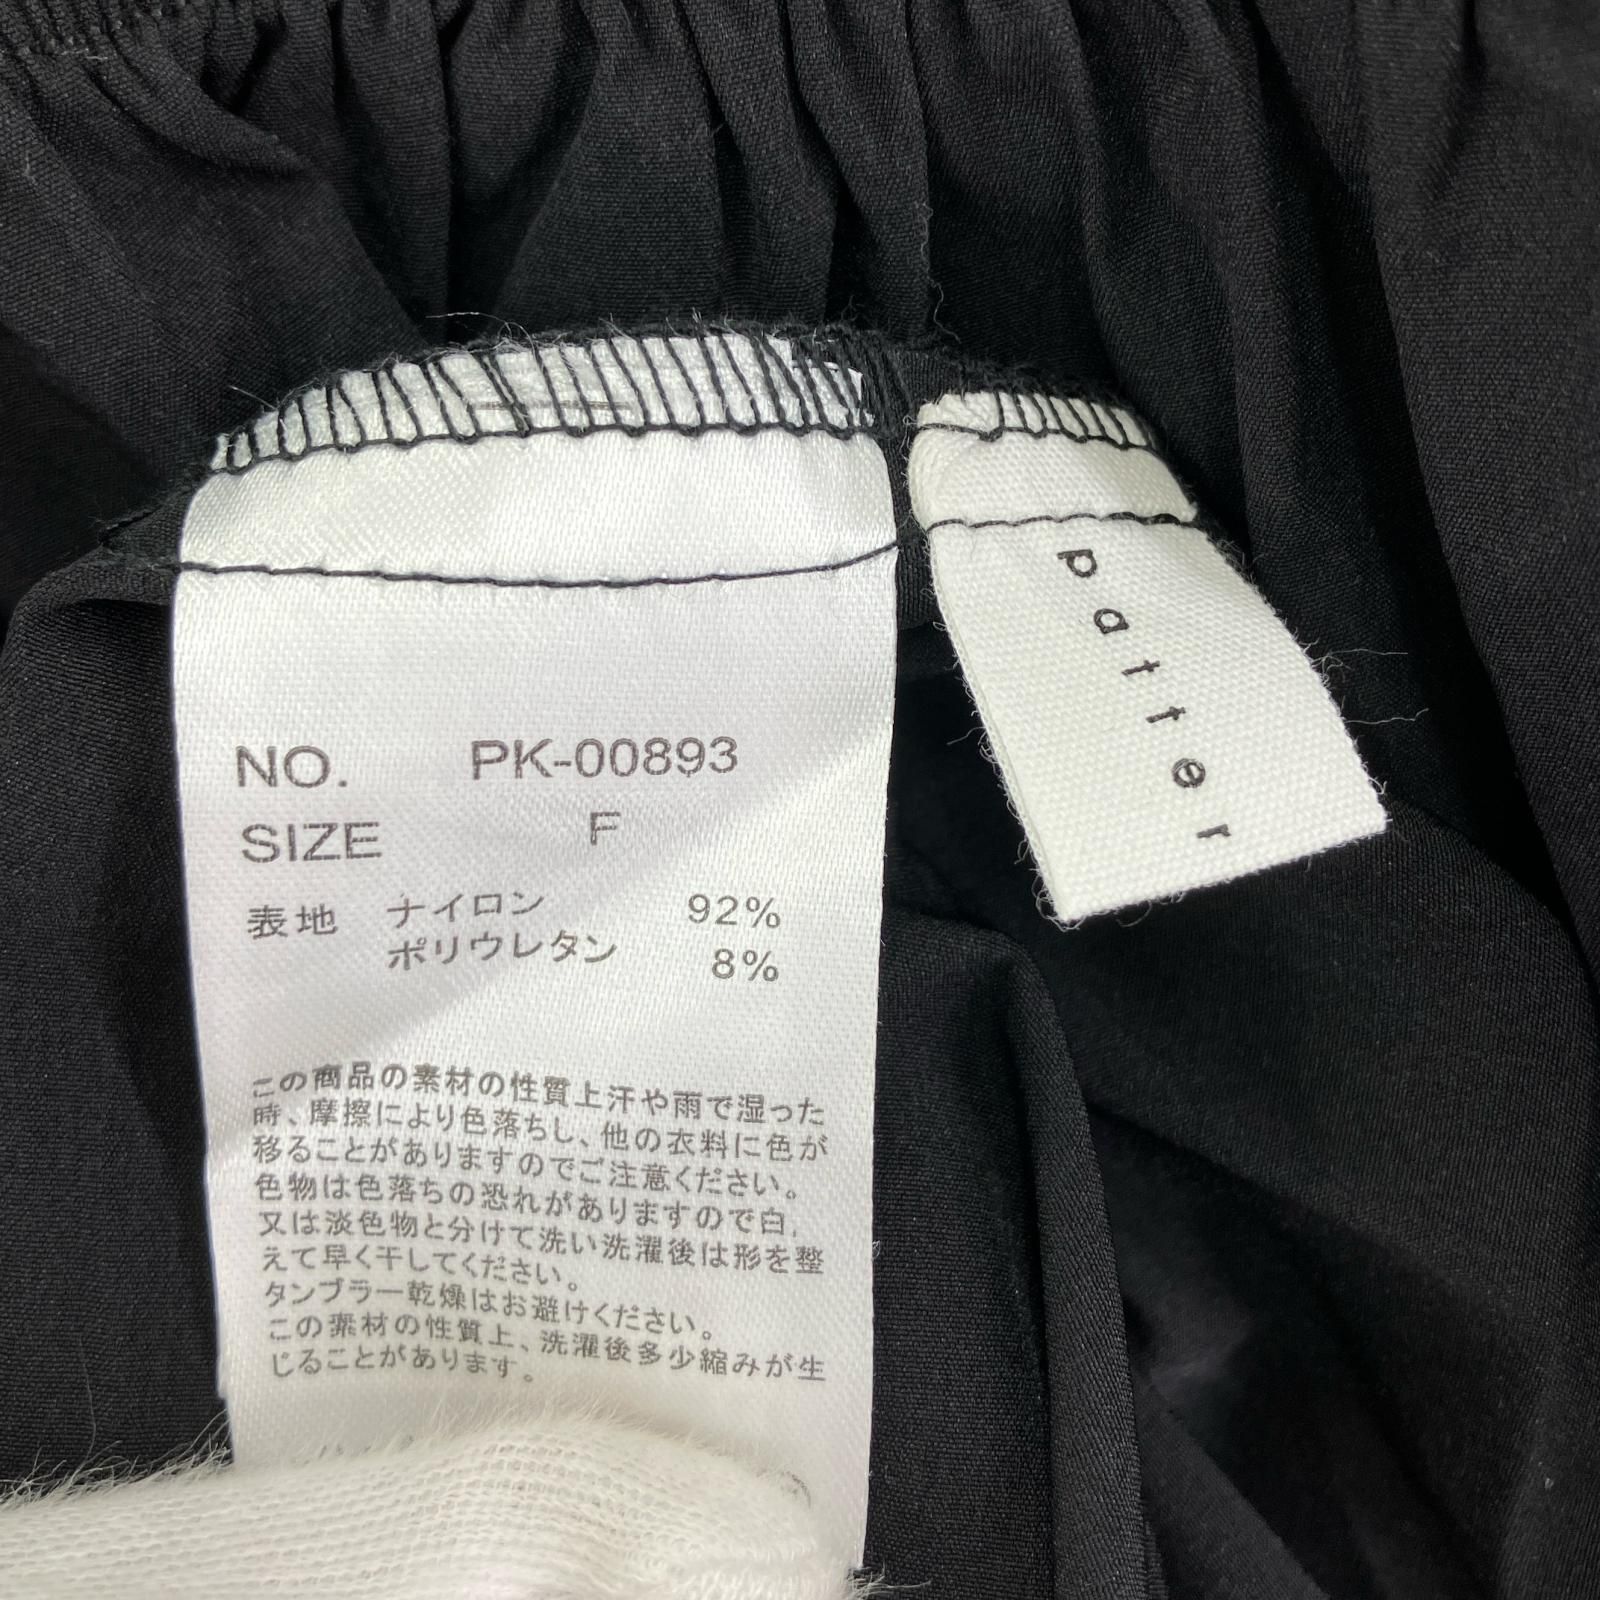 NO. PK-00893
SIZE F
表地 ナイロン 92%
ポリウレタン 8%
この商品の素材の性質上汗や雨で湿った
時、摩擦により色落ちし、他の衣料に色が
移ることがありますのでご注意ください。
色物は色落ちの恐れがありますので白,
又は淡色物と分けて洗い洗濯後は形を整
えて早く干してください。
タンブラー乾燥はお避けください。
この素材の性質上、洗濯後多少縮みが生
じることがあります。
patter